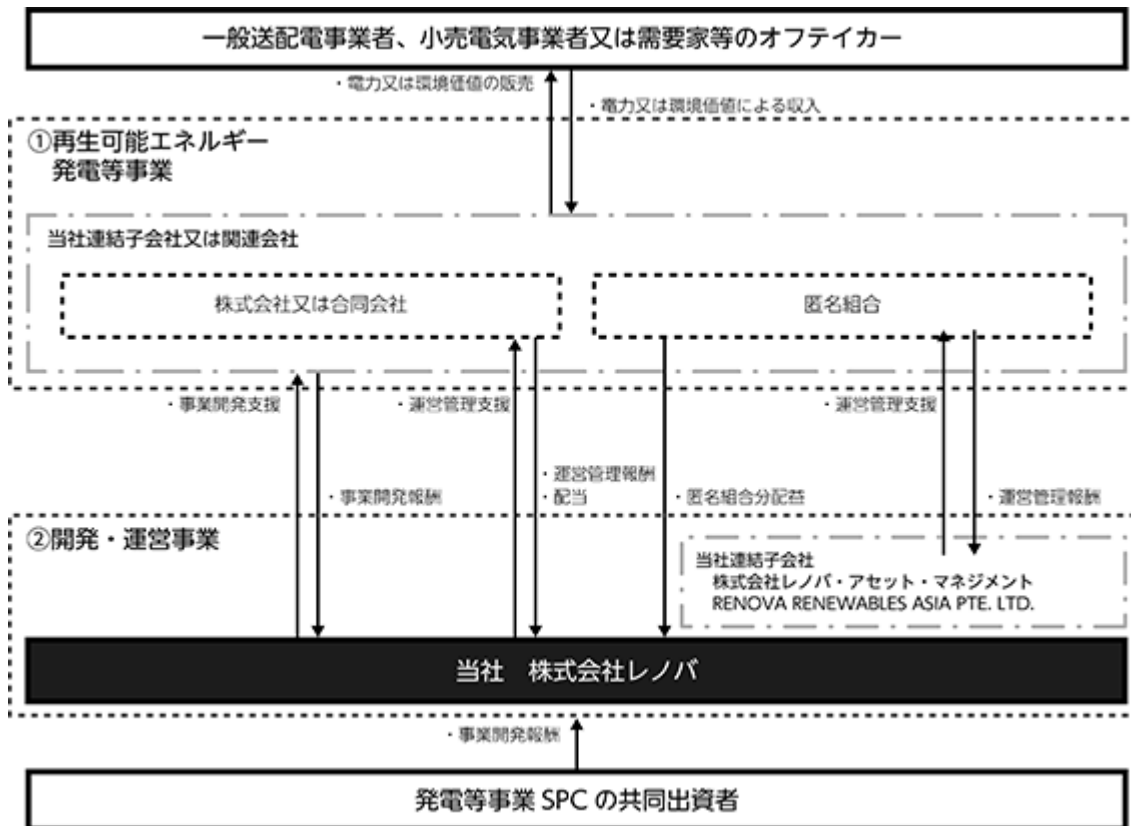 一般送配電事業者、小売電気事業者又は需要家等のオフテイカー
・電力又は環境価値の販売
・電力又は環境価値による収入
①再生可能エネルギー
発電等事業
当社連結子会社又は関連会社
株式会社又は合同会社
匿名組合
・事業開発支援
・運営管理支援
・運営管理支援
・事業開発報酬
・運営管理報酬
・配当
・匿名組合分配益
・運営管理報酬
②開発・運営事業
当社連結子会社
株式会社レノバ・アセット・マネジメント
RENOVA RENEWABLES ASIA PTE. LTD.
当社 株式会社レノバ
・事業開発報酬
発電等事業 SPC の共同出資者